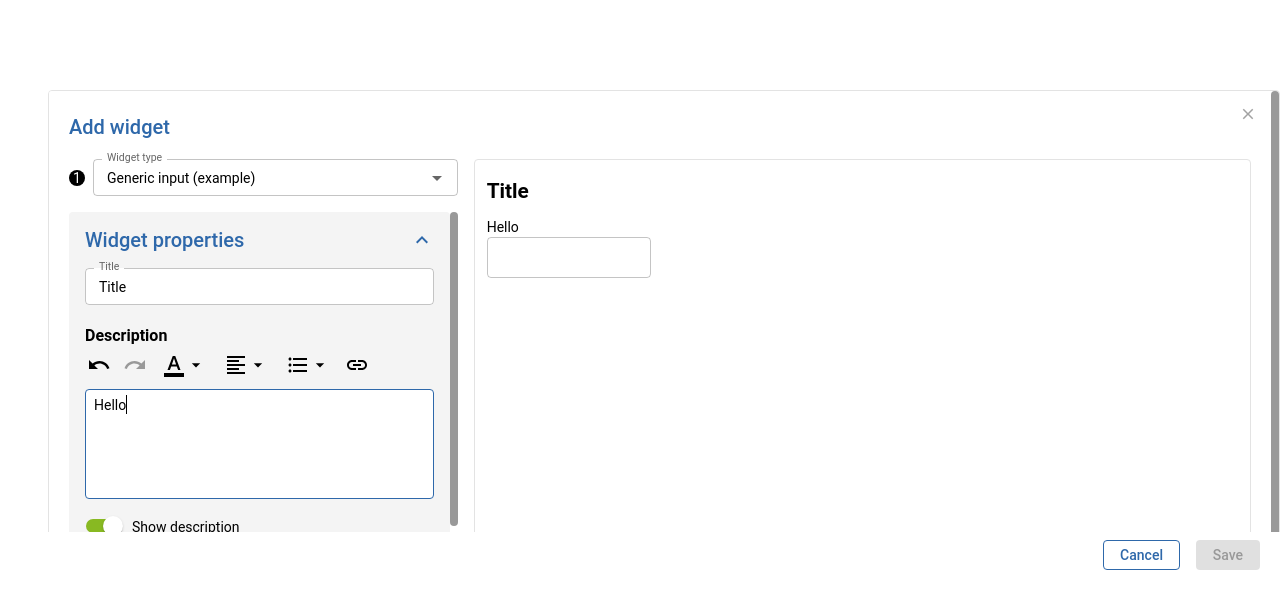 Add widget
Widget type
1
Generic input (example)
Widget properties
Title
Title
Description
A
Hello
Show description
Title
Hello
Cancel
Save